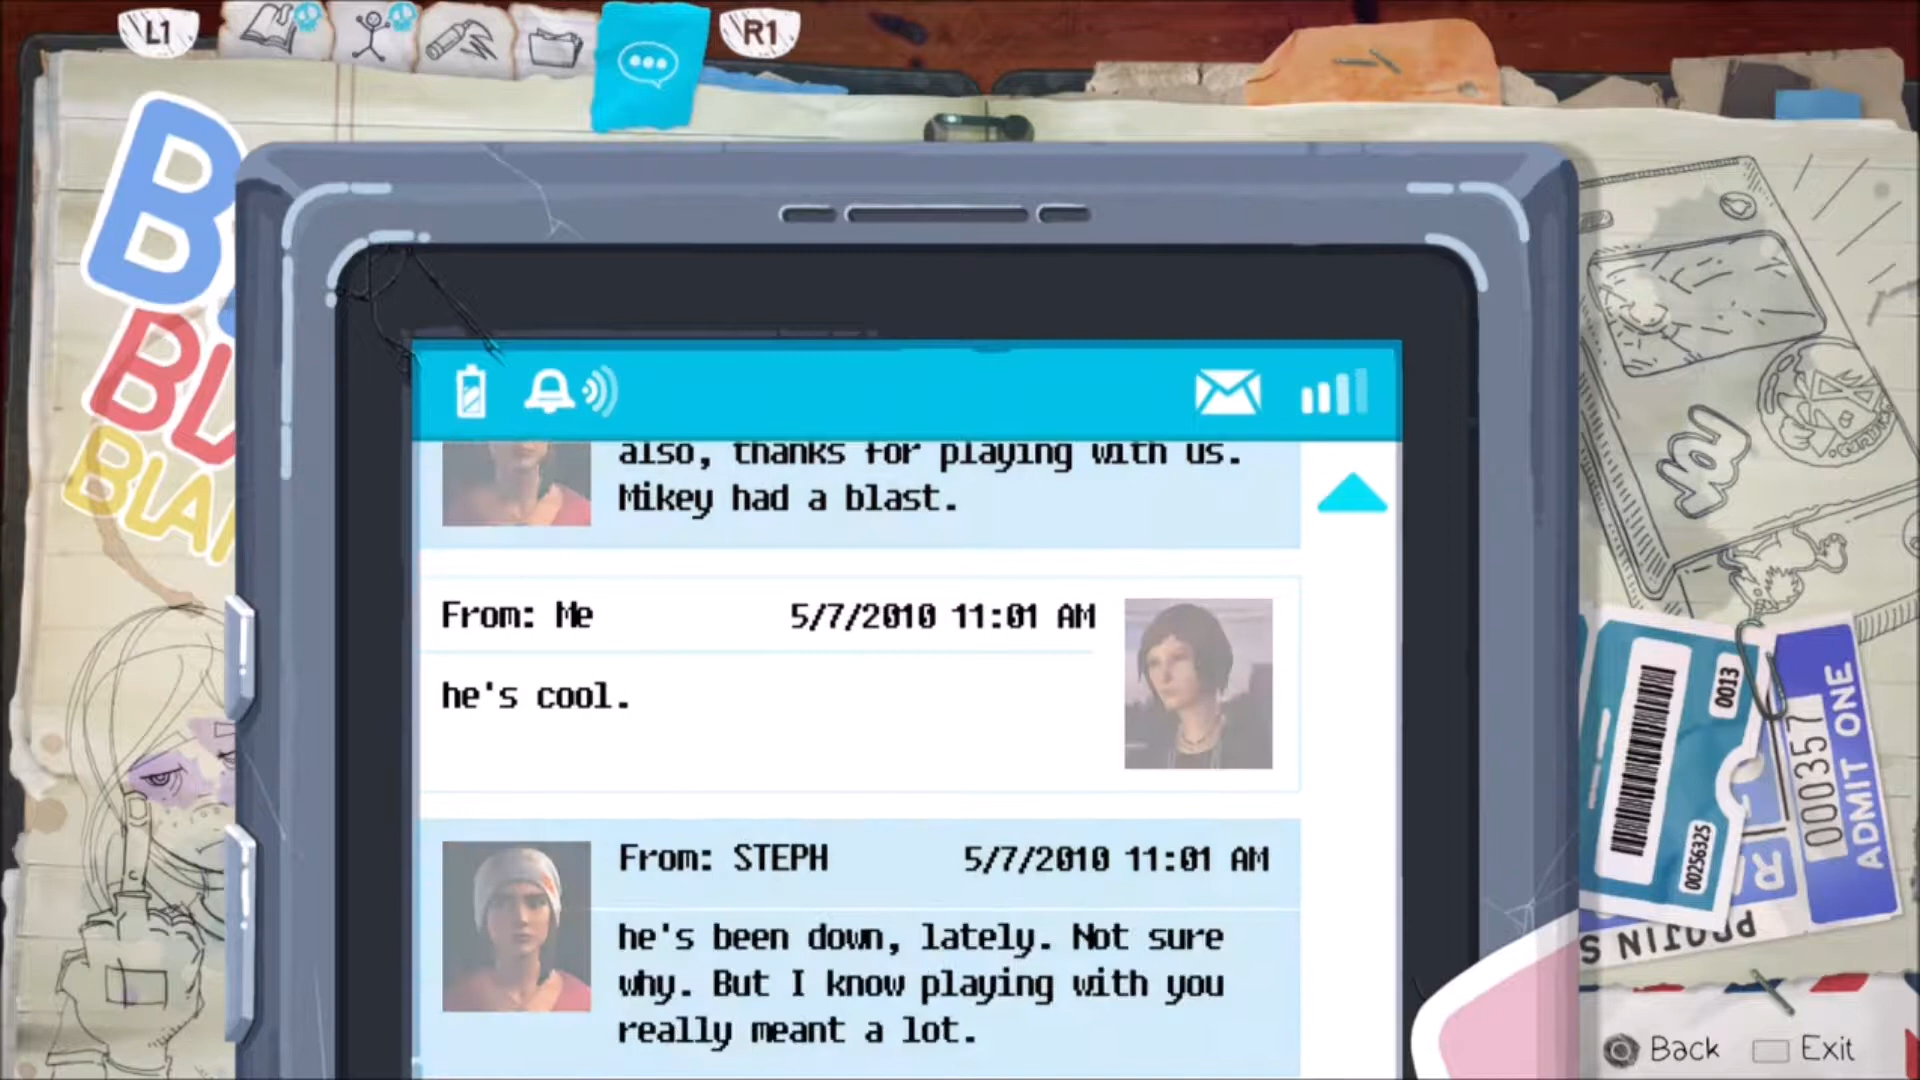 L1
R1
also, thanks for playing with us.
Mikey had a blast.
From: Me 5/7/2010 11:01 AM
he's cool.
From: STEPH 5/7/2010 11:01 AM
he's been down, lately. Not sure
why. But I know playing with you
really meant a lot.
0013
00256325
000357
ADMIT ONE
Back
Exit